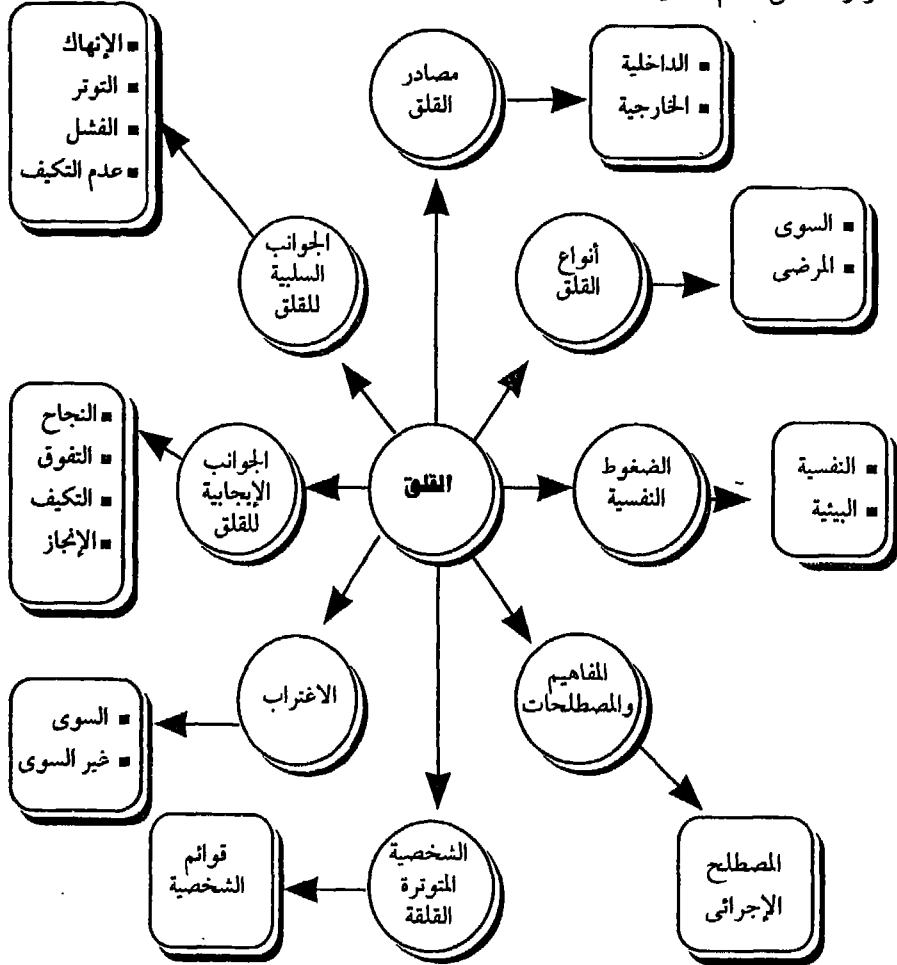 مصادر
القلق
■ الداخلية
■ الخارجية
■ الإنهاك
■ التوتر
■ الفشل
■ عدم التكيف
الجوانب
السلبية
للقلق
أنواع
القلق
■ السوى
■ المرضى
■ النجاح
■ التفوق
■ التكيف
■ الإنجاز
الجوانب
الإيجابية
للقلق
القلق
الضغوط
النفسية
■ النفسية
■ البيئية
الاغتراب
■ السوى
■ غير السوى
المفاهيم
والمصطلحات
قوائم
الشخصية
الشخصية
المتوترة
القلقة
المصطلح
الإجرائى